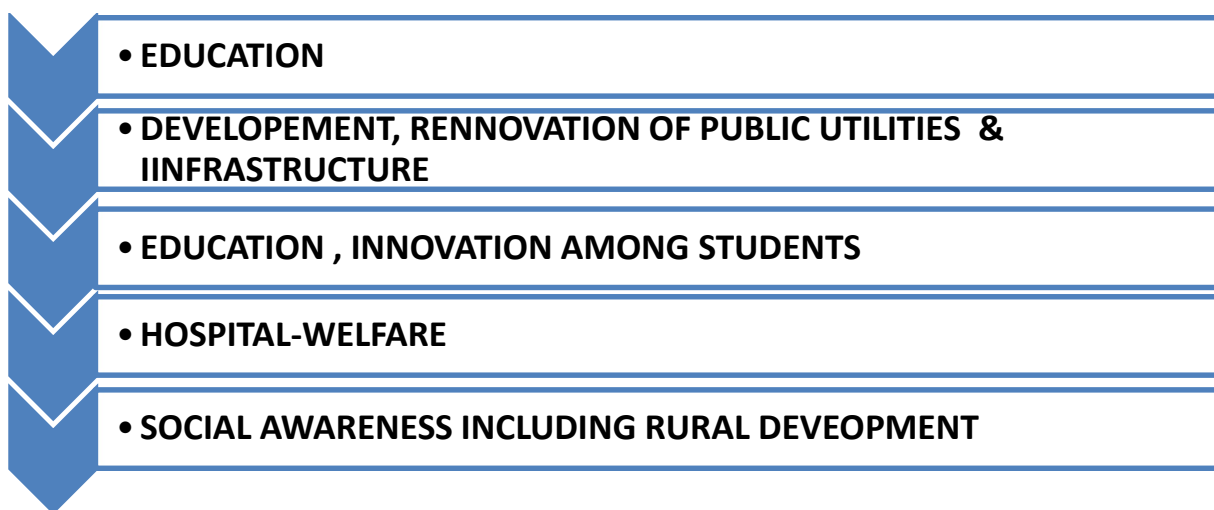 • EDUCATION
• DEVELOPEMENT, RENNOVATION OF PUBLIC UTILITIES &
IINFRASTRUCTURE
• EDUCATION , INNOVATION AMONG STUDENTS
• HOSPITAL-WELFARE
• SOCIAL AWARENESS INCLUDING RURAL DEVEOPMENT